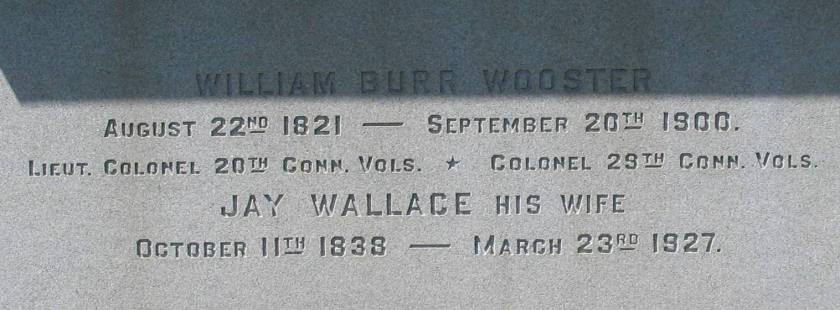 WILLIAM BURR WOOSTER
AUGUST 22ND 1821 — SEPTEMBER 20TH 1900.
LIEUT. COLONEL 20TH CONN. VOLS. ★ COLONEL 29TH CONN. VOLS.
JAY WALLACE HIS WIFE
OCTOBER 11TH 1838 — MARCH 23RD 1927.